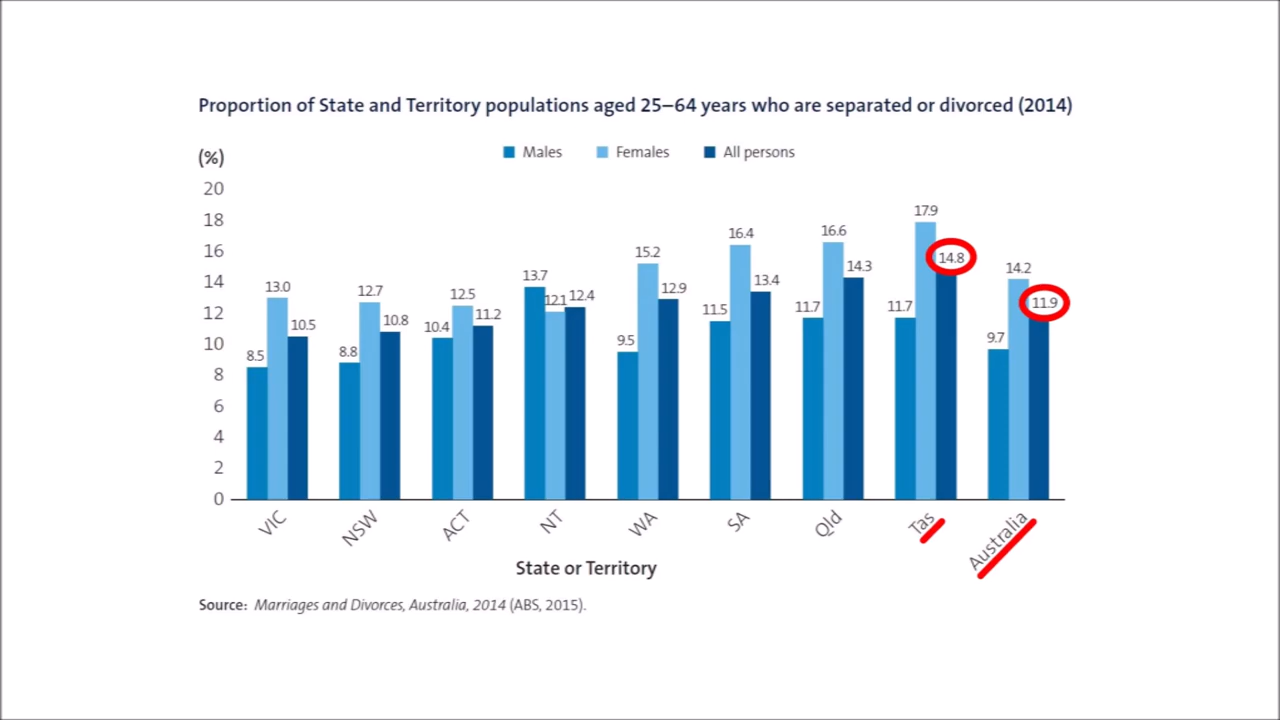 Proportion of State and Territory populations aged 25–64 years who are separated or divorced (2014)
(%)
Males Females All persons
20
18
16
14
12
10
8
6
4
2
0
8.5 13.0 10.5
8.8 12.7 10.8
10.4 12.5 11.2
13.7 12.1 12.4
9.5 15.2 12.9
11.5 16.4 13.4
11.7 16.6 14.3
11.7 17.9 14.8
9.7 14.2 11.9
VIC NSW ACT NT WA SA Qld Tas Australia
State or Territory
Source: Marriages and Divorces, Australia, 2014 (ABS, 2015).